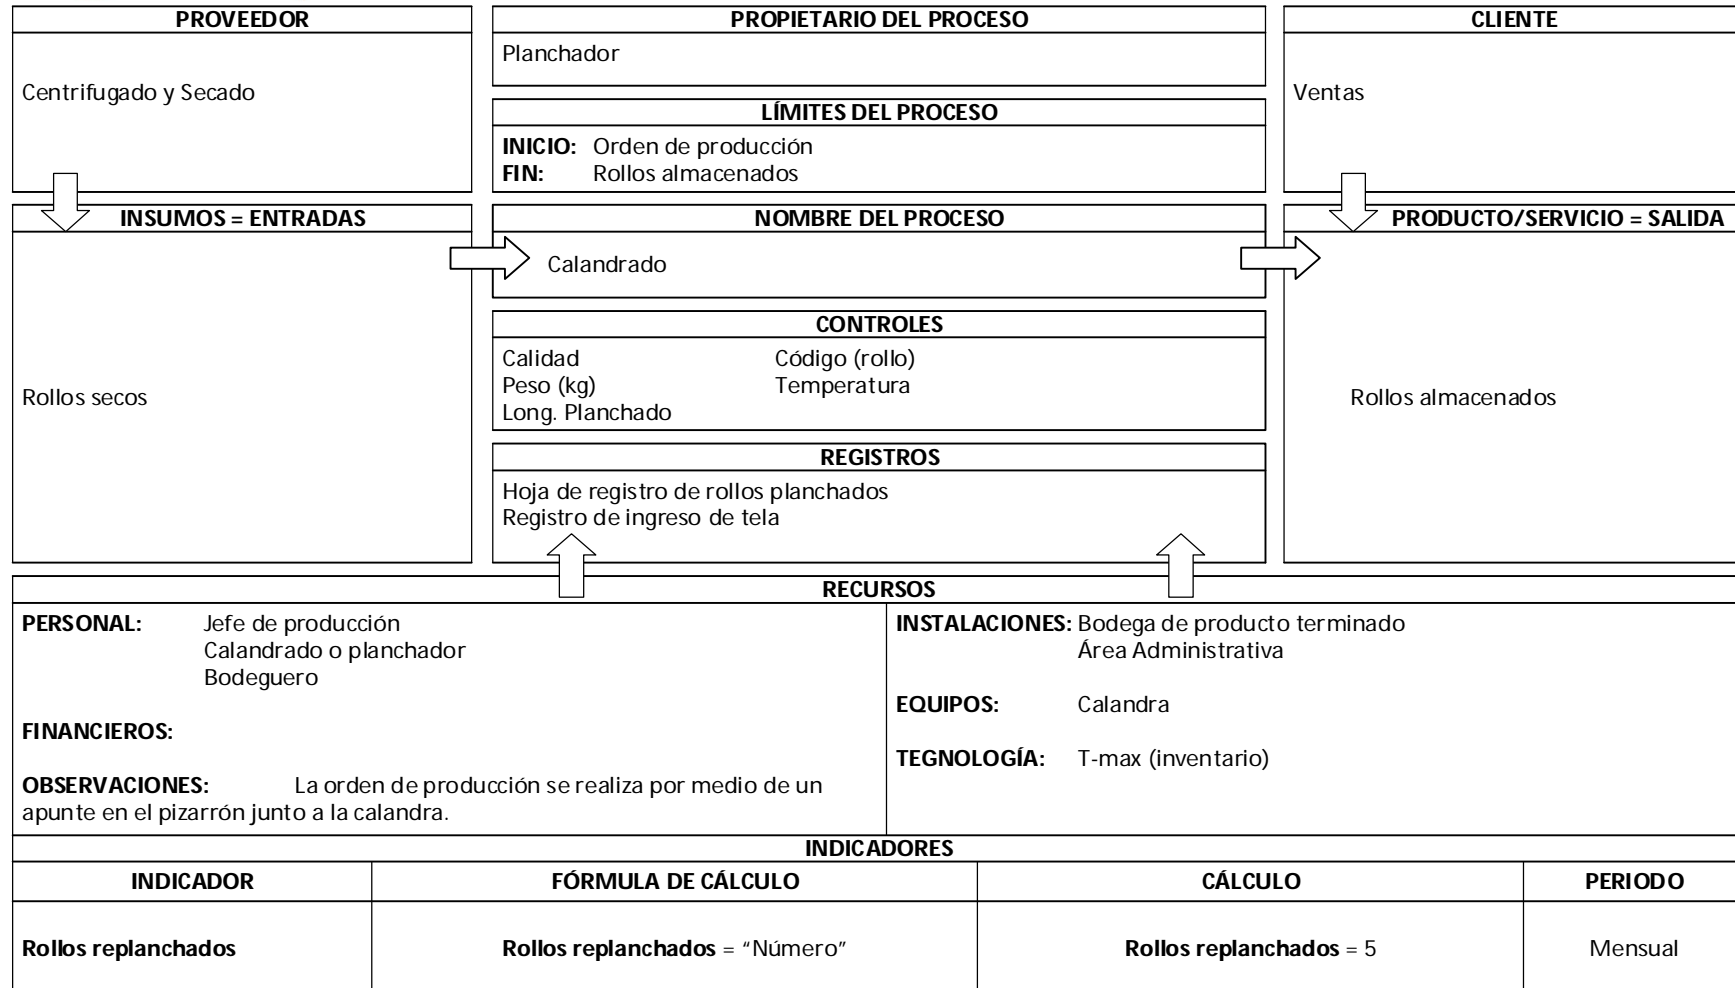 PROVEEDOR
Centrifugado y Secado
PROPIETARIO DEL PROCESO
Planchador
LÍMITES DEL PROCESO
INICIO: Orden de producción
FIN: Rollos almacenados
CLIENTE
Ventas
INSUMOS = ENTRADAS
Rollos secos
NOMBRE DEL PROCESO
Calandrado
CONTROLES
Calidad Código (rollo)
Peso (kg) Temperatura
Long. Planchado
REGISTROS
Hoja de registro de rollos planchados
Registro de ingreso de tela
PRODUCTO/SERVICIO = SALIDA
Rollos almacenados
RECURSOS
PERSONAL: Jefe de producción
Calandrado o planchador
Bodeguero
FINANCIEROS:
OBSERVACIONES: La orden de producción se realiza por medio de un
apunte en el pizarrón junto a la calandra.
INSTALACIONES: Bodega de producto terminado
Área Administrativa
EQUIPOS: Calandra
TEGNOLOGÍA: T-max (inventario)
INDICADORES
INDICADOR FÓRMULA DE CÁLCULO CÁLCULO PERIODO
Rollos replanchados Rollos replanchados = “Número” Rollos replanchados = 5 Mensual